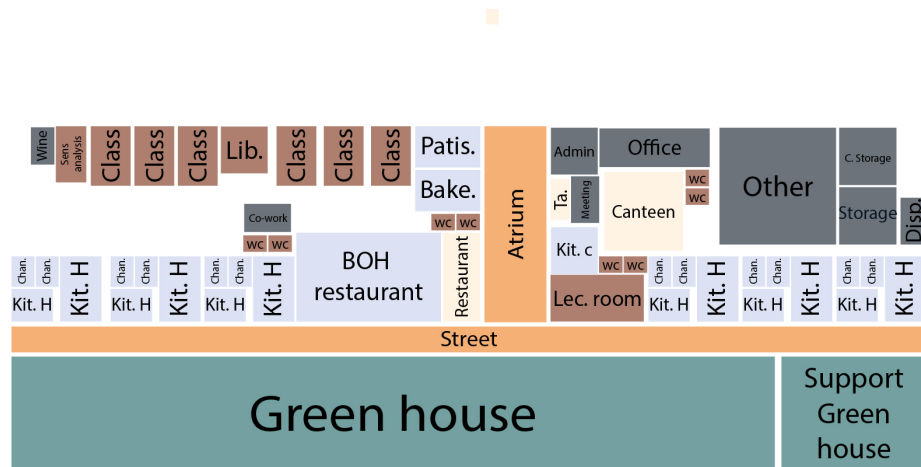 Wine
Sens
analysis
Class
Class
Class
Lib.
Class
Class
Class
Patis.
Bake.
Atrium
Admin
Office
wc
wc
Ta.
Meeting
Canteen
Other
C. Storage
Storage
Disp.
Co-work
wc
wc
wc
wc
BOH
restaurant
Restaurant
Kit. c
wc
wc
Lec. room
Chan.
Chan.
Kit. H
Kit. H
Chan.
Chan.
Kit. H
Kit. H
Chan.
Chan.
Kit. H
Kit. H
Chan.
Chan.
Kit. H
Kit. H
Chan.
Chan.
Kit. H
Kit. H
Chan.
Chan.
Kit. H
Kit. H
Street
Green house
Support
Green
house